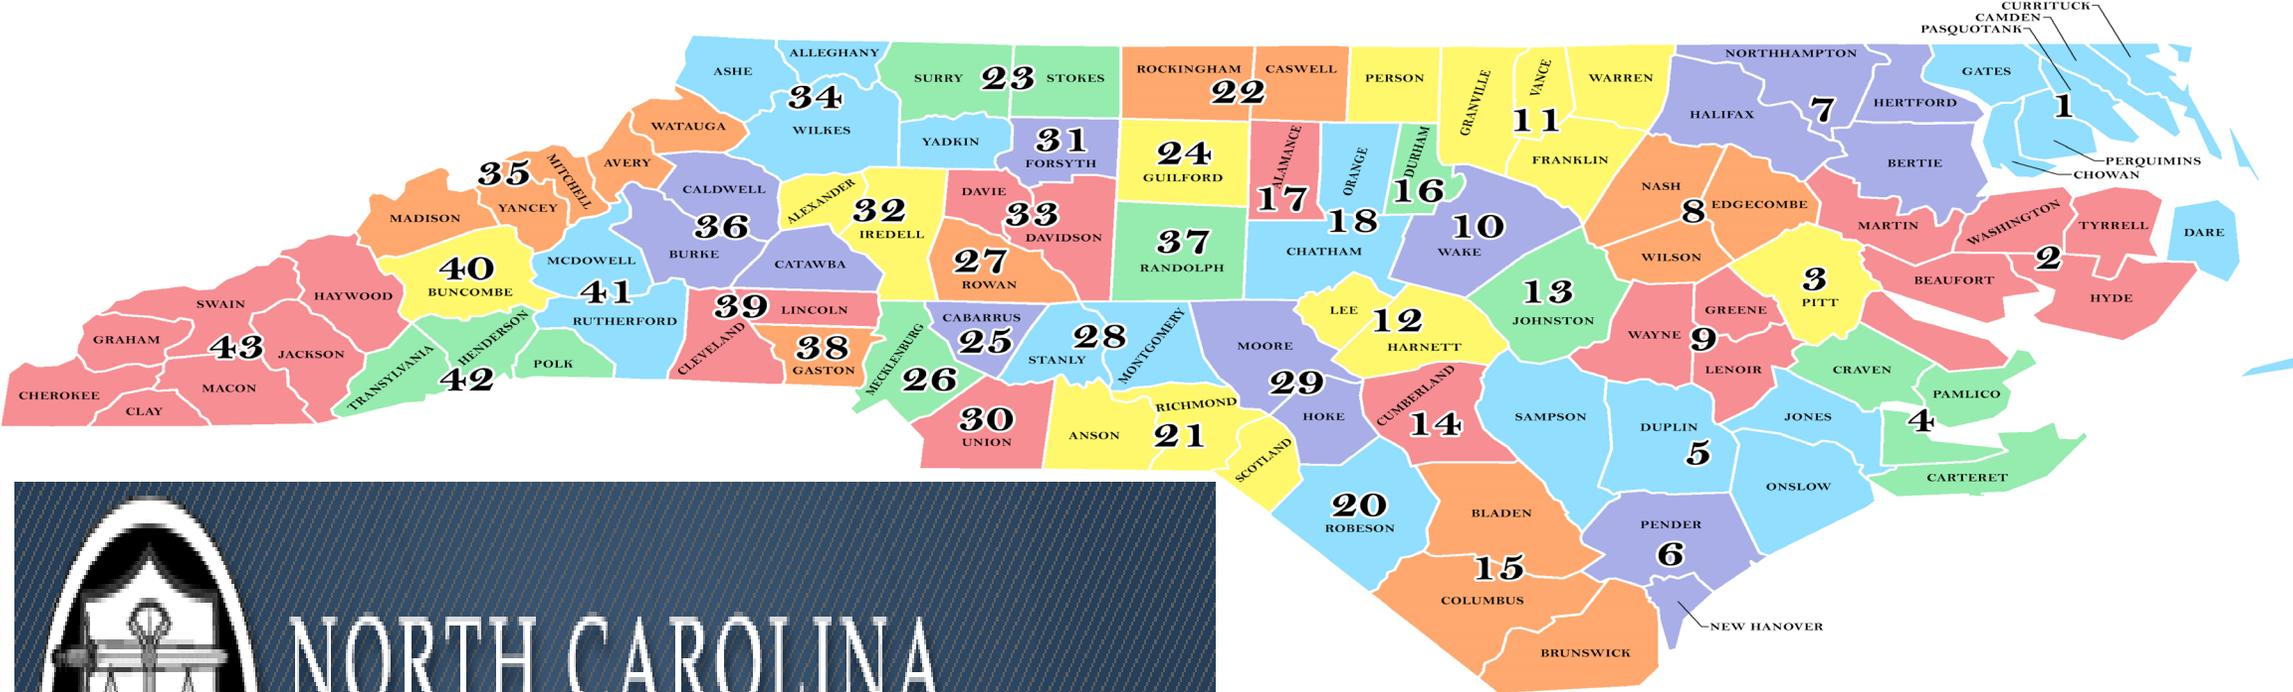 CURRITUCK
CAMDEN
PASQUOTANK
ALLEGHANY
ASHE
34
WILKES
SURRY
23
STOKES
YADKIN
31
FORSYTH
ROCKINGHAM
CASWELL
22
PERSON
GRANVILLE
VANCE
WARREN
11
FRANKLIN
NORTHHAMPTON
HALIFAX
7
HERTFORD
BERTIE
GATES
1
PERQUIMINS
CHOWAN
WATAUGA
AVERY
MITCHELL
35
YANCEY
MADISON
CALDWELL
36
BURKE
CATAWBA
ALEXANDER
32
IREDELL
DAVIE
33
DAVIDSON
27
ROWAN
24
GUILFORD
37
RANDOLPH
ALAMANCE
17
ORANGE
18
CHATHAM
DURHAM
16
10
WAKE
NASH
8
EDGECOMBE
WILSON
MARTIN
WASHINGTON
TYRRELL
2
BEAUFORT
HYDE
DARE
3
PITT
13
JOHNSTON
WAYNE
9
GREENE
LENOIR
CRAVEN
PAMLICO
4
CARTERET
JONES
ONSLOW
DUPLIN
5
SAMPSON
LEE
12
HARNETT
MOORE
29
HOKE
CUMBERLAND
14
40
BUNCOMBE
MCDOWELL
41
RUTHERFORD
HAYWOOD
SWAIN
GRAHAM
43
JACKSON
MACON
CHEROKEE
CLAY
TRANSYLVANIA
HENDERSON
42
POLK
39
LINCOLN
CLEVELAND
38
GASTON
MECKLENBURG
26
CABARRUS
25
STANLY
28
MONTGOMERY
30
UNION
ANSON
RICHMOND
21
SCOTLAND
20
ROBESON
BLADEN
15
COLUMBUS
BRUNSWICK
PENDER
6
NEW HANOVER
NORTH CAROLINA